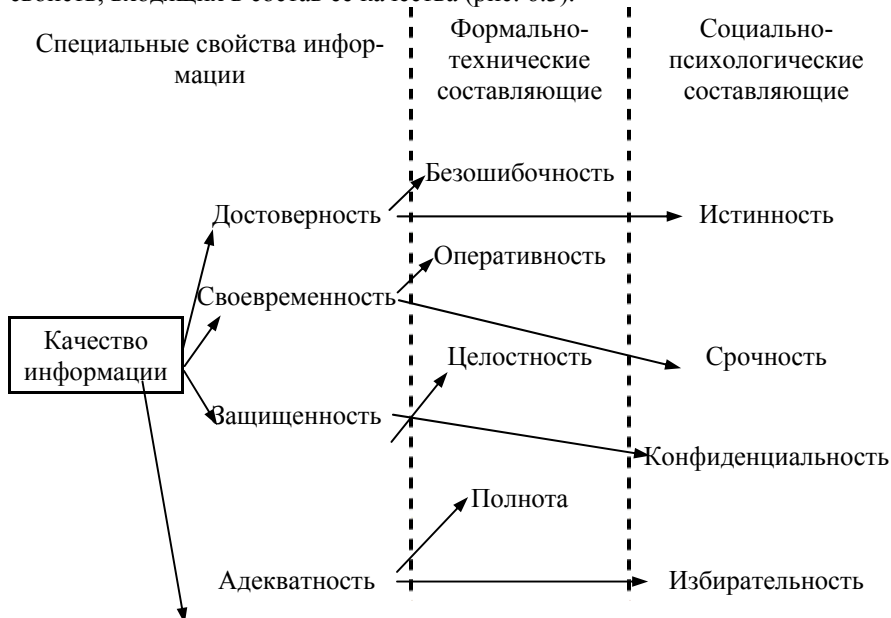 свойств, входящих в состав ее качества (рис. 6.3).
Специальные свойства инфор-
мации
Формально-
технические
составляющие
Социально-
психологические
составляющие
Безошибочность
Достоверность
Истинность
Оперативность
Своевременность
Качество
информации
Целостность
Срочность
Защищенность
Конфиденциальность
Полнота
Адекватность
Избирательность